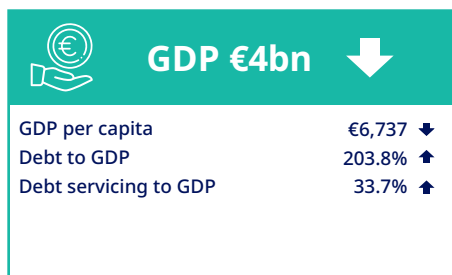 GDP €4bn
GDP per capita €6,737
Debt to GDP 203.8%
Debt servicing to GDP 33.7%